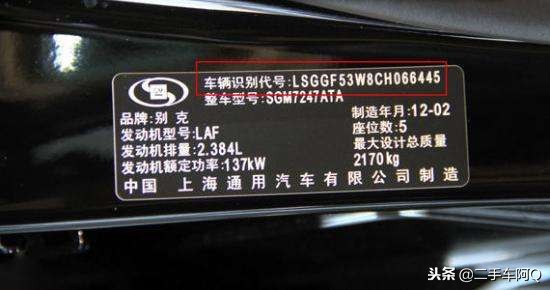 车辆识别代号:LSGGF53W8CH066445
整车型号:SGM7247ATA
品牌:别克 制造年月:12-02
发动机型号:LAF 座位数:5
发动机排量:2.384L 最大设计总质量
发动机额定功率:137kW 2170kg
中国 上海通用汽车有限公司 制造
头条 @二手车阿Q